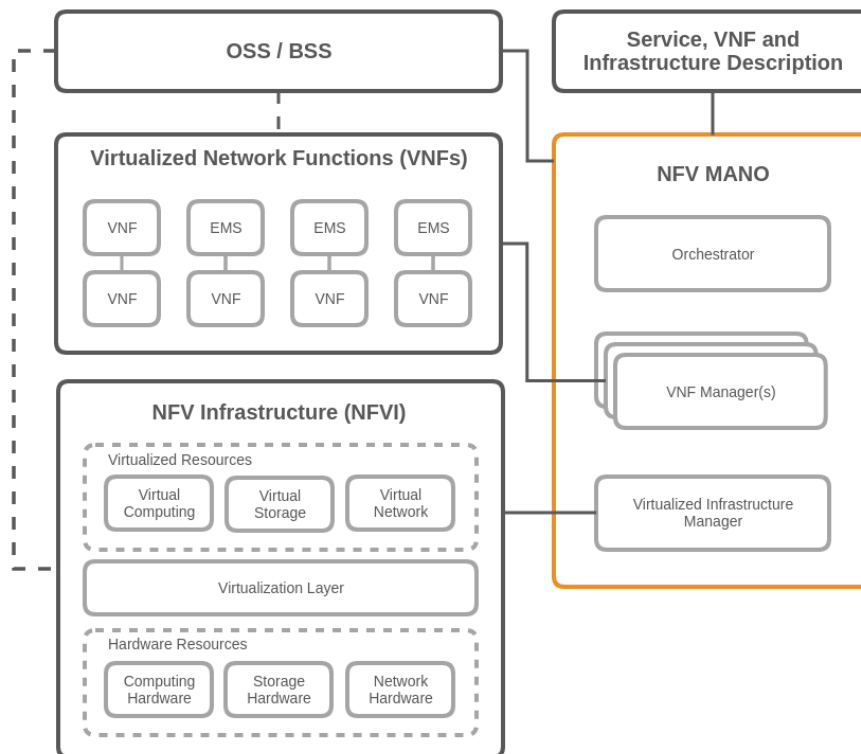 OSS / BSS
Service, VNF and
Infrastructure Description
Virtualized Network Functions (VNFs)
VNF
EMS
EMS
EMS
VNF
VNF
VNF
VNF
NFV MANO
Orchestrator
VNF Manager(s)
Virtualized Infrastructure
Manager
NFV Infrastructure (NFVI)
Virtualized Resources
Virtual
Computing
Virtual
Storage
Virtual
Network
Virtualization Layer
Hardware Resources
Computing
Hardware
Storage
Hardware
Network
Hardware